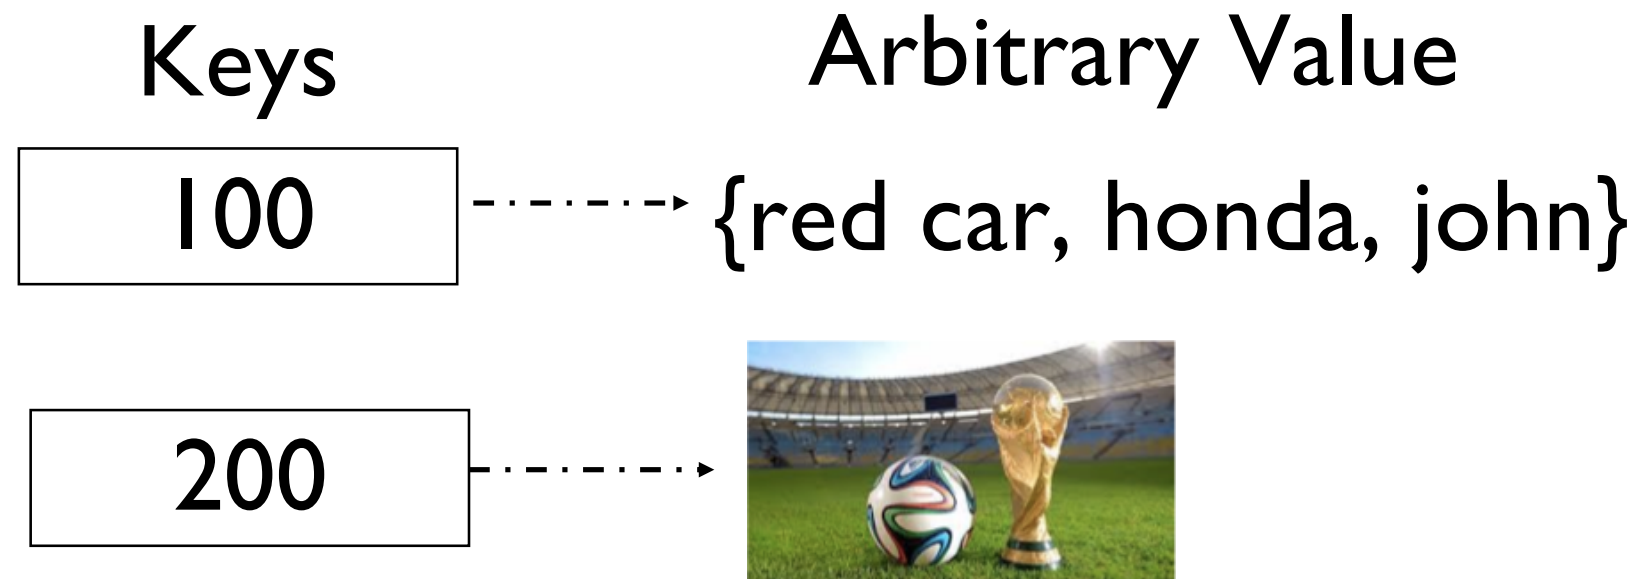 Keys
Arbitrary Value
100
{red car, honda, john}
200